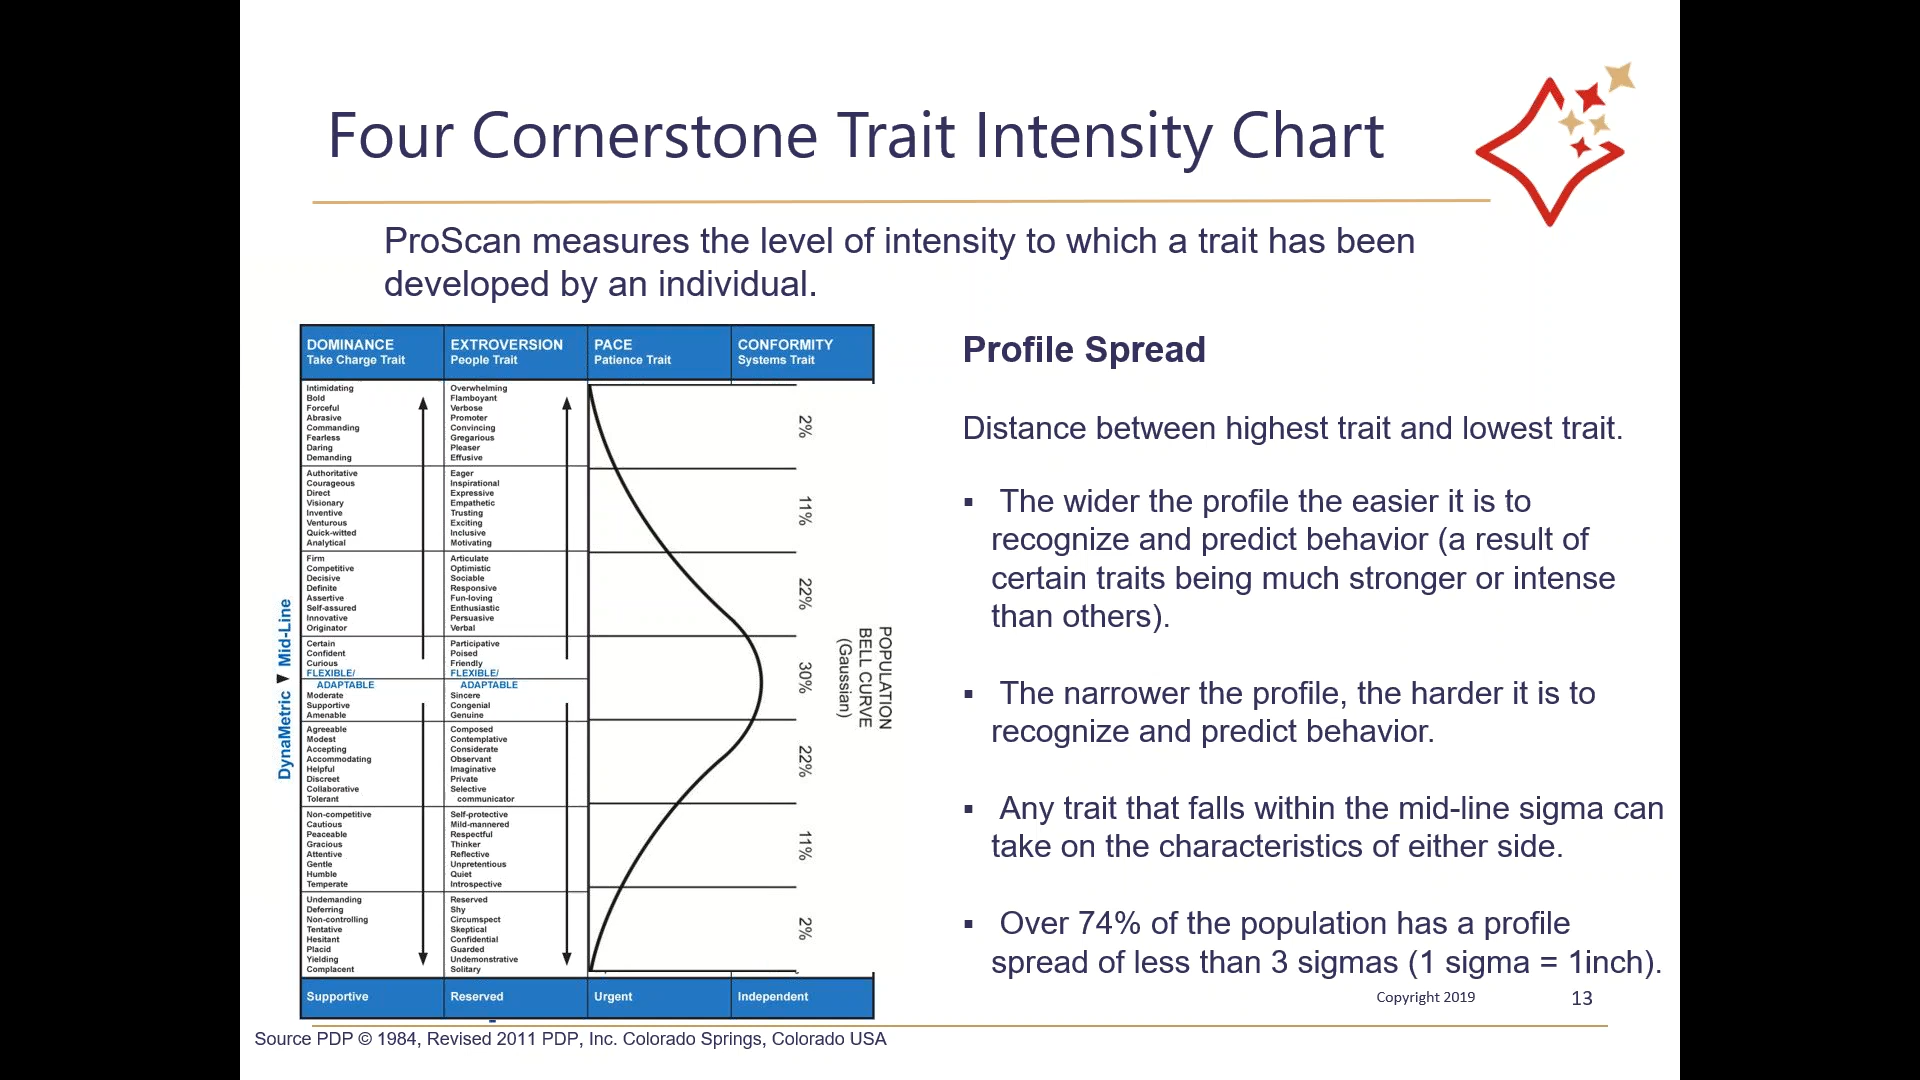 Four Cornerstone Trait Intensity Chart
ProScan measures the level of intensity to which a trait has been
developed by an individual.
DOMINANCE
Take Charge Trait
EXTROVERSION
People Trait
PACE
Patience Trait
CONFORMITY
Systems Trait
Intimidating
Bold
Forceful
Abrasive
Commanding
Fearless
Daring
Demanding
Authoritative
Courageous
Direct
Visionary
Inventive
Venturous
Quick-witted
Analytical
Firm
Competitive
Decisive
Definite
Assertive
Self-assured
Innovative
Originator
Certain
Confident
Curious
FLEXIBLE/
ADAPTABLE
Moderate
Supportive
Amenable
Agreeable
Modest
Accepting
Accommodating
Helpful
Discreet
Collaborative
Tolerant
Non-competitive
Cautious
Peaceable
Gracious
Attentive
Gentle
Humble
Temperate
Undemanding
Deferring
Non-controlling
Tentative
Hesitant
Placid
Yielding
Complacent
Overwhelming
Flamboyant
Verbose
Promoter
Convincing
Gregarious
Pleaser
Effusive
Eager
Inspirational
Expressive
Empathetic
Trusting
Exciting
Inclusive
Motivating
Articulate
Optimistic
Sociable
Responsive
Fun-loving
Enthusiastic
Persuasive
Verbal
Participative
Poised
Friendly
FLEXIBLE/
ADAPTABLE
Sincere
Congenial
Genuine
Composed
Contemplative
Considerate
Observant
Imaginative
Private
Selective
communicator
Self-protective
Mild-mannered
Respectful
Thinker
Reflective
Unpretentious
Quiet
Introspective
Reserved
Shy
Circumspect
Skeptical
Confidential
Guarded
Undemonstrative
Solitary
2%
11%
22%
30%
22%
11%
2%
POPULATION
BELL CURVE
(Gaussian)
DynaMetric ▼ Mid-Line
Supportive
Reserved
Urgent
Independent
Profile Spread
Distance between highest trait and lowest trait.
▪ The wider the profile the easier it is to
recognize and predict behavior (a result of
certain traits being much stronger or intense
than others).
▪ The narrower the profile, the harder it is to
recognize and predict behavior.
▪ Any trait that falls within the mid-line sigma can
take on the characteristics of either side.
▪ Over 74% of the population has a profile
spread of less than 3 sigmas (1 sigma = 1inch).
Copyright 2019
13
Source PDP © 1984, Revised 2011 PDP, Inc. Colorado Springs, Colorado USA